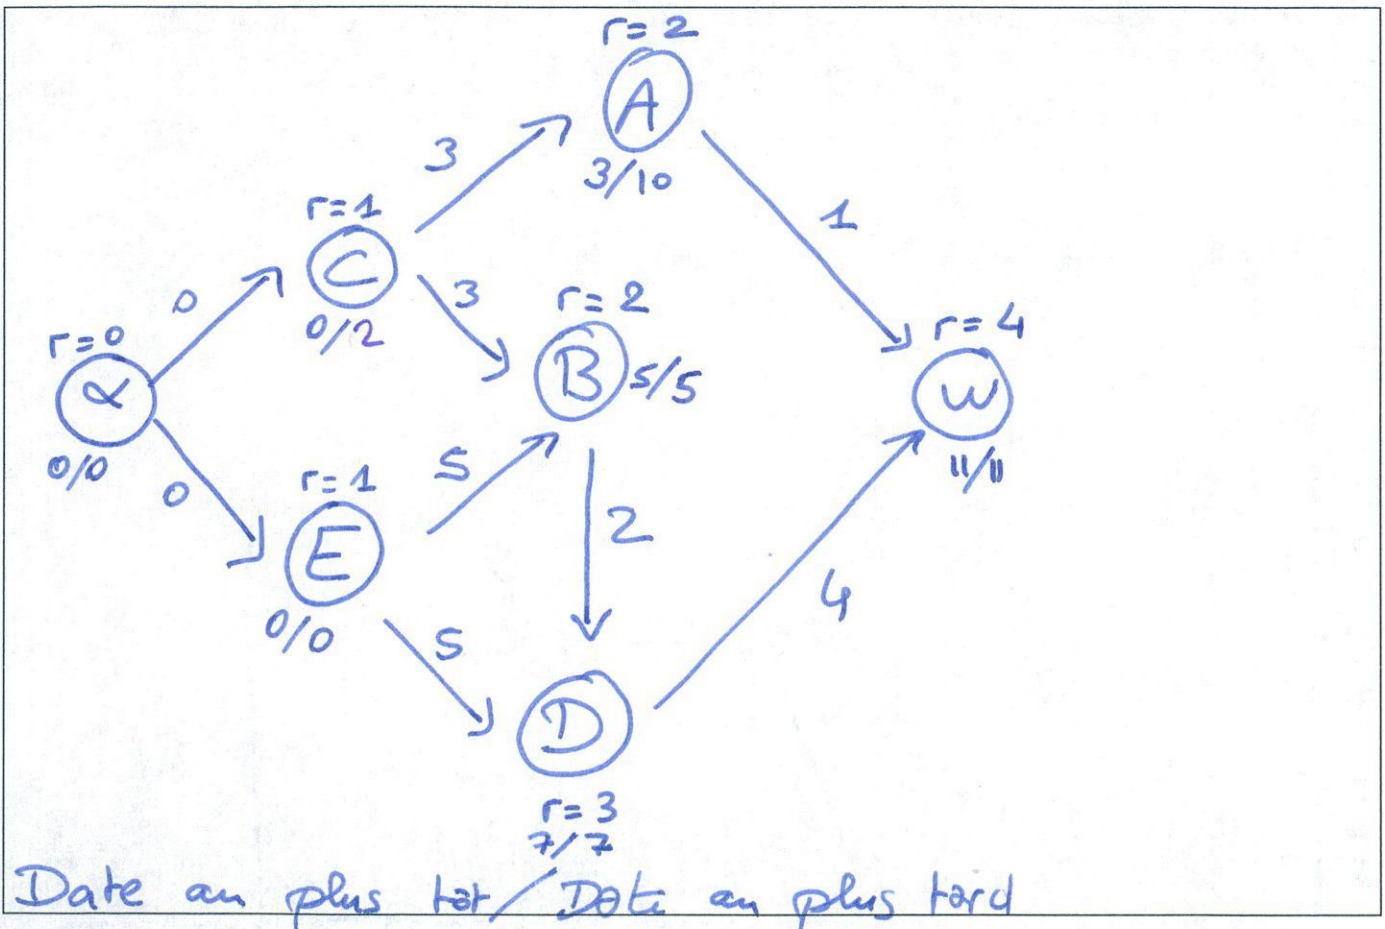 r=2
A
3/10
3
1
r=1
C
0/2
0
3
r=2
B
5/5
r=0
α
0/0
r=4
ω
11/11
0
5
r=1
E
0/0
2
5
4
D
r=3
7/7
Date au plus tôt / Date au plus tard